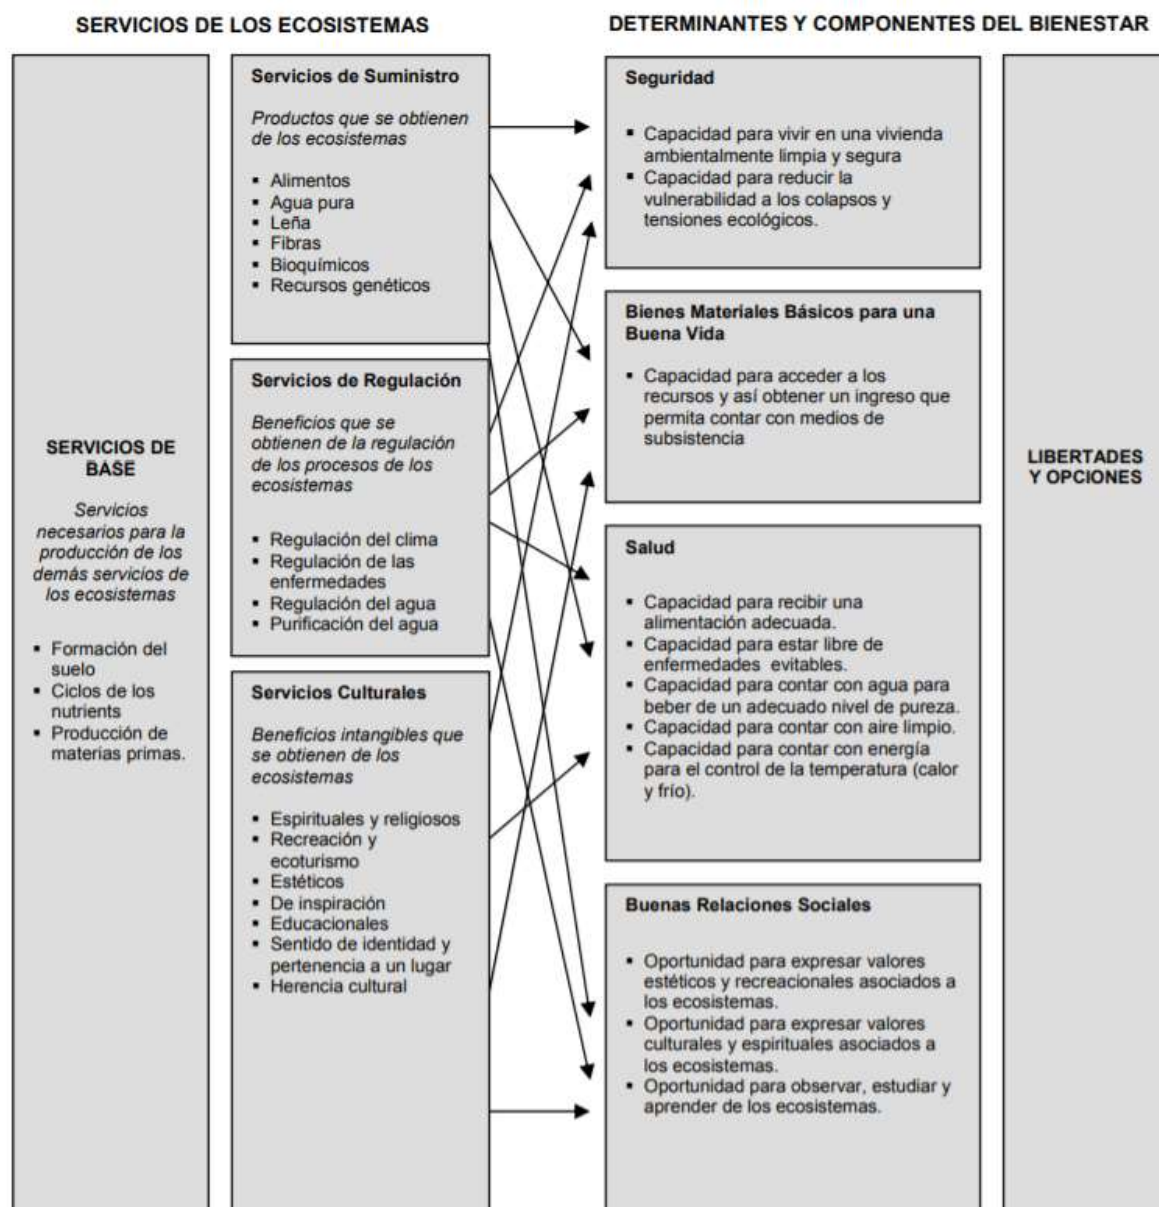 SERVICIOS DE LOS ECOSISTEMAS
DETERMINANTES Y COMPONENTES DEL BIENESTAR
SERVICIOS DE
BASE
Servicios
necesarios para la
producción de los
demás servicios de
los ecosistemas
▪ Formación del
suelo
▪ Ciclos de los
nutrients
▪ Producción de
materias primas.
Servicios de Suministro
Productos que se obtienen
de los ecosistemas
▪ Alimentos
▪ Agua pura
▪ Leña
▪ Fibras
▪ Bioquímicos
▪ Recursos genéticos
Servicios de Regulación
Beneficios que se
obtienen de la regulación
de los procesos de los
ecosistemas
▪ Regulación del clima
▪ Regulación de las
enfermedades
▪ Regulación del agua
▪ Purificación del agua
Servicios Culturales
Beneficios intangibles que
se obtienen de los
ecosistemas
▪ Espirituales y religiosos
▪ Recreación y
ecoturismo
▪ Estéticos
▪ De inspiración
▪ Educacionales
▪ Sentido de identidad y
pertenencia a un lugar
▪ Herencia cultural
Seguridad
▪ Capacidad para vivir en una vivienda
ambientalmente limpia y segura
▪ Capacidad para reducir la
vulnerabilidad a los colapsos y
tensiones ecológicos.
Bienes Materiales Básicos para una
Buena Vida
▪ Capacidad para acceder a los
recursos y así obtener un ingreso que
permita contar con medios de
subsistencia
Salud
▪ Capacidad para recibir una
alimentación adecuada.
▪ Capacidad para estar libre de
enfermedades evitables.
▪ Capacidad para contar con agua para
beber de un adecuado nivel de pureza.
▪ Capacidad para contar con aire limpio.
▪ Capacidad para contar con energía
para el control de la temperatura (calor
y frío).
Buenas Relaciones Sociales
▪ Oportunidad para expresar valores
estéticos y recreacionales asociados a
los ecosistemas.
▪ Oportunidad para expresar valores
culturales y espirituales asociados a
los ecosistemas.
▪ Oportunidad para observar, estudiar y
aprender de los ecosistemas.
LIBERTADES
Y OPCIONES